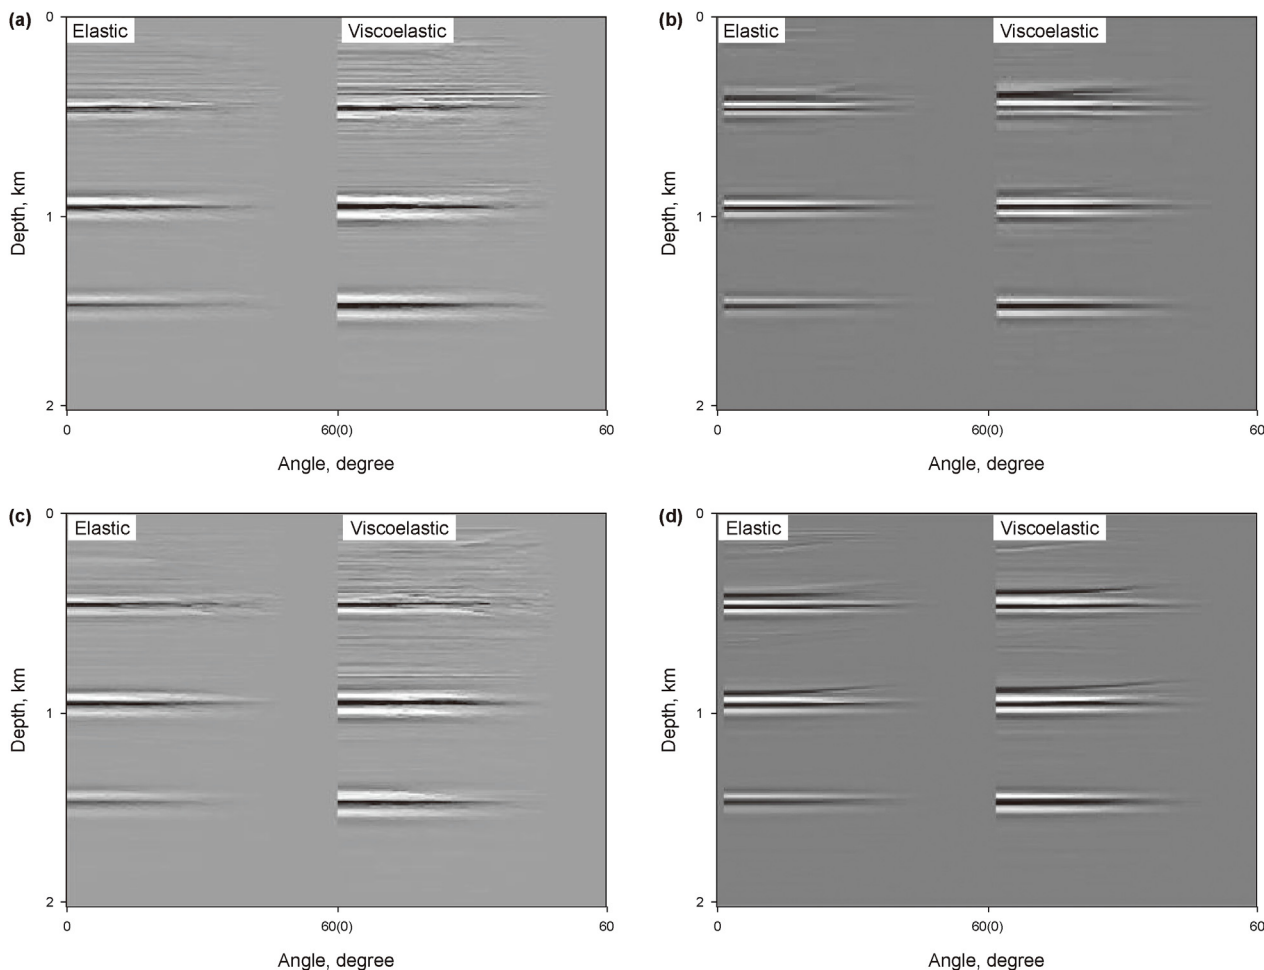 (a)
0
Elastic
Viscoelastic
Depth, km
1
2
0
60(0)
60
Angle, degree
(b)
0
Elastic
Viscoelastic
Depth, km
1
2
0
60(0)
60
Angle, degree
(c)
0
Elastic
Viscoelastic
Depth, km
1
2
0
60(0)
60
Angle, degree
(d)
0
Elastic
Viscoelastic
Depth, km
1
2
0
60(0)
60
Angle, degree